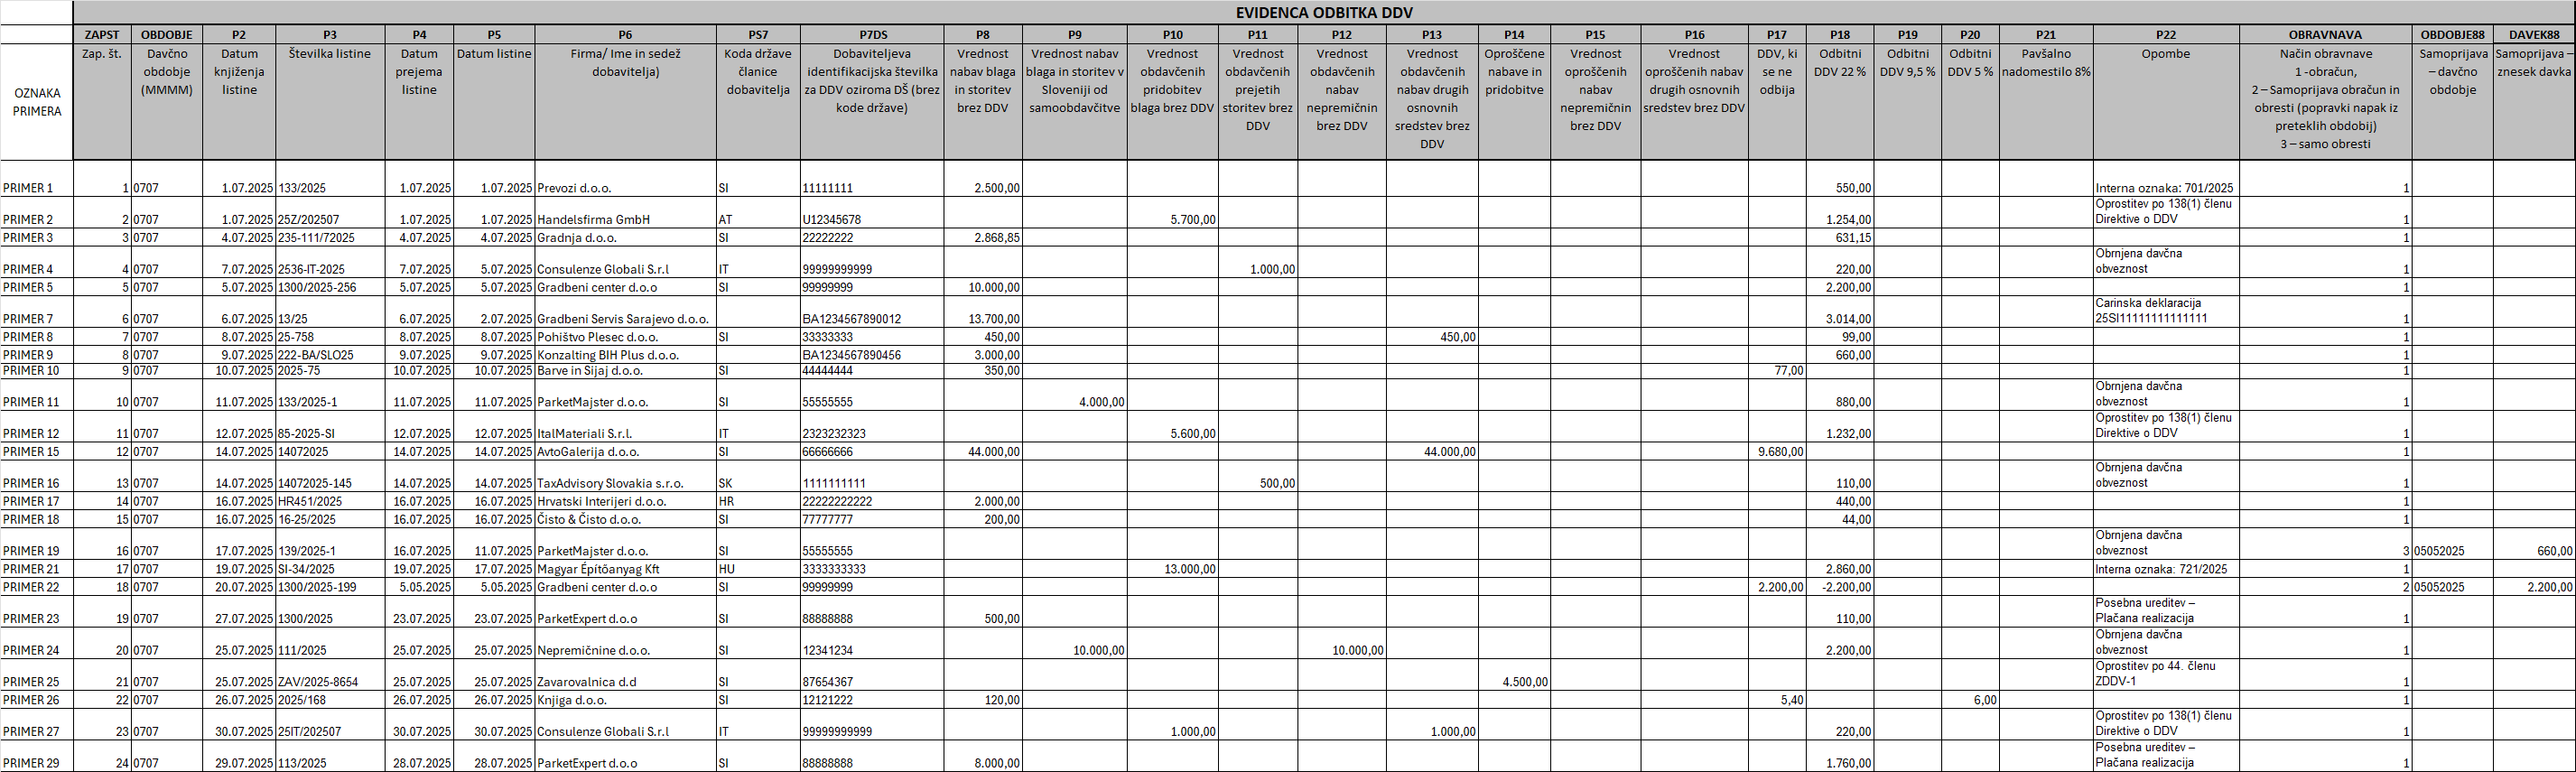 EVIDENCA ODBITKA DDV
ZAPST OBDOBJE P2 P3 P4 P5 P6 PS7 P7DS P8 P9 P10 P11 P12 P13 P14 P15 P16 P17 P18 P19 P20 P21 P22 OBRAVNAVA OBDOBJE88 DAVEK88
OZNAKA
PRIMERA
Zap. št.
Davčno
obdobje
(MMMM)
Datum
knjiženja
listine
Številka listine
Datum
prejema
listine
Datum listine
Firma/ Ime in sedež
dobavitelja)
Koda države
članice
dobavitelja
Dobaviteljeva
identifikacijska številka
za DDV oziroma DŠ (brez
kode države)
Vrednost
nabav blaga
in storitev
brez DDV
Vrednost nabav
blaga in storitev v
Sloveniji od
samoobdavčitve
Vrednost
obdavčenih
pridobitev
blaga brez DDV
Vrednost
obdavčenih
prejetih
storitev brez
DDV
Vrednost
obdavčenih
nabav
nepremičnin
brez DDV
Vrednost
obdavčenih
nabav drugih
osnovnih
sredstev brez
DDV
Oproščene
nabave in
pridobitve
Vrednost
oproščenih
nabav
nepremičnin
brez DDV
Vrednost
oproščenih nabav
drugih osnovnih
sredstev brez DDV
DDV, ki
se ne
odbija
Odbitni
DDV 22 %
Odbitni
DDV 9,5 %
Odbitni
DDV 5 %
Pavšalno
nadomestilo 8%
Opombe
Način obravnave
1 -obračun,
2 – Samoprijava obračun in
obresti (popravki napak iz
preteklih obdobij)
3 – samo obresti
Samoprijava
– davčno
obdobje
Samoprijava –
znesek davka
PRIMER 1 1 0707 1.07.2025 133/2025 1.07.2025 1.07.2025 Prevozi d.o.o. SI 11111111 2.500,00 550,00 Interna oznaka: 701/2025 1
PRIMER 2 2 0707 1.07.2025 25Z/202507 1.07.2025 1.07.2025 Handelsfirma GmbH AT U12345678 5.700,00 1.254,00 Oprostitev po 138(1) členu
Direktive o DDV 1
PRIMER 3 3 0707 4.07.2025 235-111/72025 4.07.2025 4.07.2025 Gradnja d.o.o. SI 22222222 2.868,85 631,15 1
PRIMER 4 4 0707 7.07.2025 2536-IT-2025 7.07.2025 5.07.2025 Consulenze Globali S.r.l IT 99999999999 1.000,00 220,00 Obrnjena davčna
obveznost 1
PRIMER 5 5 0707 5.07.2025 1300/2025-256 5.07.2025 5.07.2025 Gradbeni center d.o.o SI 99999999 10.000,00 2.200,00 1
PRIMER 7 6 0707 6.07.2025 13/25 6.07.2025 2.07.2025 Gradbeni Servis Sarajevo d.o.o. BA1234567890012 13.700,00 3.014,00 Carinska deklaracija
25SI11111111111111 1
PRIMER 8 7 0707 8.07.2025 25-758 8.07.2025 8.07.2025 Pohištvo Plesec d.o.o. SI 33333333 450,00 450,00 99,00 1
PRIMER 9 8 0707 9.07.2025 222-BA/SLO25 9.07.2025 9.07.2025 Konzalting BIH Plus d.o.o. BA1234567890456 3.000,00 660,00 1
PRIMER 10 9 0707 10.07.2025 2025-75 10.07.2025 10.07.2025 Barve in Sijaj d.o.o. SI 44444444 350,00 77,00 1
PRIMER 11 10 0707 11.07.2025 133/2025-1 11.07.2025 11.07.2025 ParketMajster d.o.o. SI 55555555 4.000,00 880,00 Obrnjena davčna
obveznost 1
PRIMER 12 11 0707 12.07.2025 85-2025-SI 12.07.2025 12.07.2025 ItalMateriali S.r.l. IT 2323232323 5.600,00 1.232,00 Oprostitev po 138(1) členu
Direktive o DDV 1
PRIMER 15 12 0707 14.07.2025 14072025 14.07.2025 14.07.2025 AvtoGalerija d.o.o. SI 66666666 44.000,00 44.000,00 9.680,00 1
PRIMER 16 13 0707 14.07.2025 14072025-145 14.07.2025 14.07.2025 TaxAdvisory Slovakia s.r.o. SK 1111111111 500,00 110,00 Obrnjena davčna
obveznost 1
PRIMER 17 14 0707 16.07.2025 HR451/2025 16.07.2025 16.07.2025 Hrvatski Interijeri d.o.o. HR 22222222222 2.000,00 440,00 1
PRIMER 18 15 0707 16.07.2025 16-25/2025 16.07.2025 16.07.2025 Čisto & Čisto d.o.o. SI 77777777 200,00 44,00 1
PRIMER 19 16 0707 17.07.2025 139/2025-1 16.07.2025 11.07.2025 ParketMajster d.o.o. SI 55555555 Obrnjena davčna
obveznost 3 05052025 660,00
PRIMER 21 17 0707 19.07.2025 SI-34/2025 19.07.2025 17.07.2025 Magyar Építőanyag Kft HU 3333333333 13.000,00 2.860,00 Interna oznaka: 721/2025 1
PRIMER 22 18 0707 20.07.2025 1300/2025-199 5.05.2025 5.05.2025 Gradbeni center d.o.o SI 99999999 2.200,00 -2.200,00 2 05052025 2.200,00
PRIMER 23 19 0707 27.07.2025 1300/2025 23.07.2025 23.07.2025 ParketExpert d.o.o SI 88888888 500,00 110,00 Posebna ureditev –
Plačana realizacija 1
PRIMER 24 20 0707 25.07.2025 111/2025 25.07.2025 25.07.2025 Nepremičnine d.o.o. SI 12341234 10.000,00 10.000,00 2.200,00 Obrnjena davčna
obveznost 1
PRIMER 25 21 0707 25.07.2025 ZAV/2025-8654 25.07.2025 25.07.2025 Zavarovalnica d.d SI 87654367 4.500,00 Oprostitev po 44. členu
ZDDV-1 1
PRIMER 26 22 0707 26.07.2025 2025/168 26.07.2025 26.07.2025 Knjiga d.o.o. SI 12121222 120,00 5,40 6,00 1
PRIMER 27 23 0707 30.07.2025 25IT/202507 30.07.2025 30.07.2025 Consulenze Globali S.r.l IT 99999999999 1.000,00 1.000,00 220,00 Oprostitev po 138(1) členu
Direktive o DDV 1
PRIMER 29 24 0707 29.07.2025 113/2025 28.07.2025 28.07.2025 ParketExpert d.o.o SI 88888888 8.000,00 1.760,00 Posebna ureditev –
Plačana realizacija 1